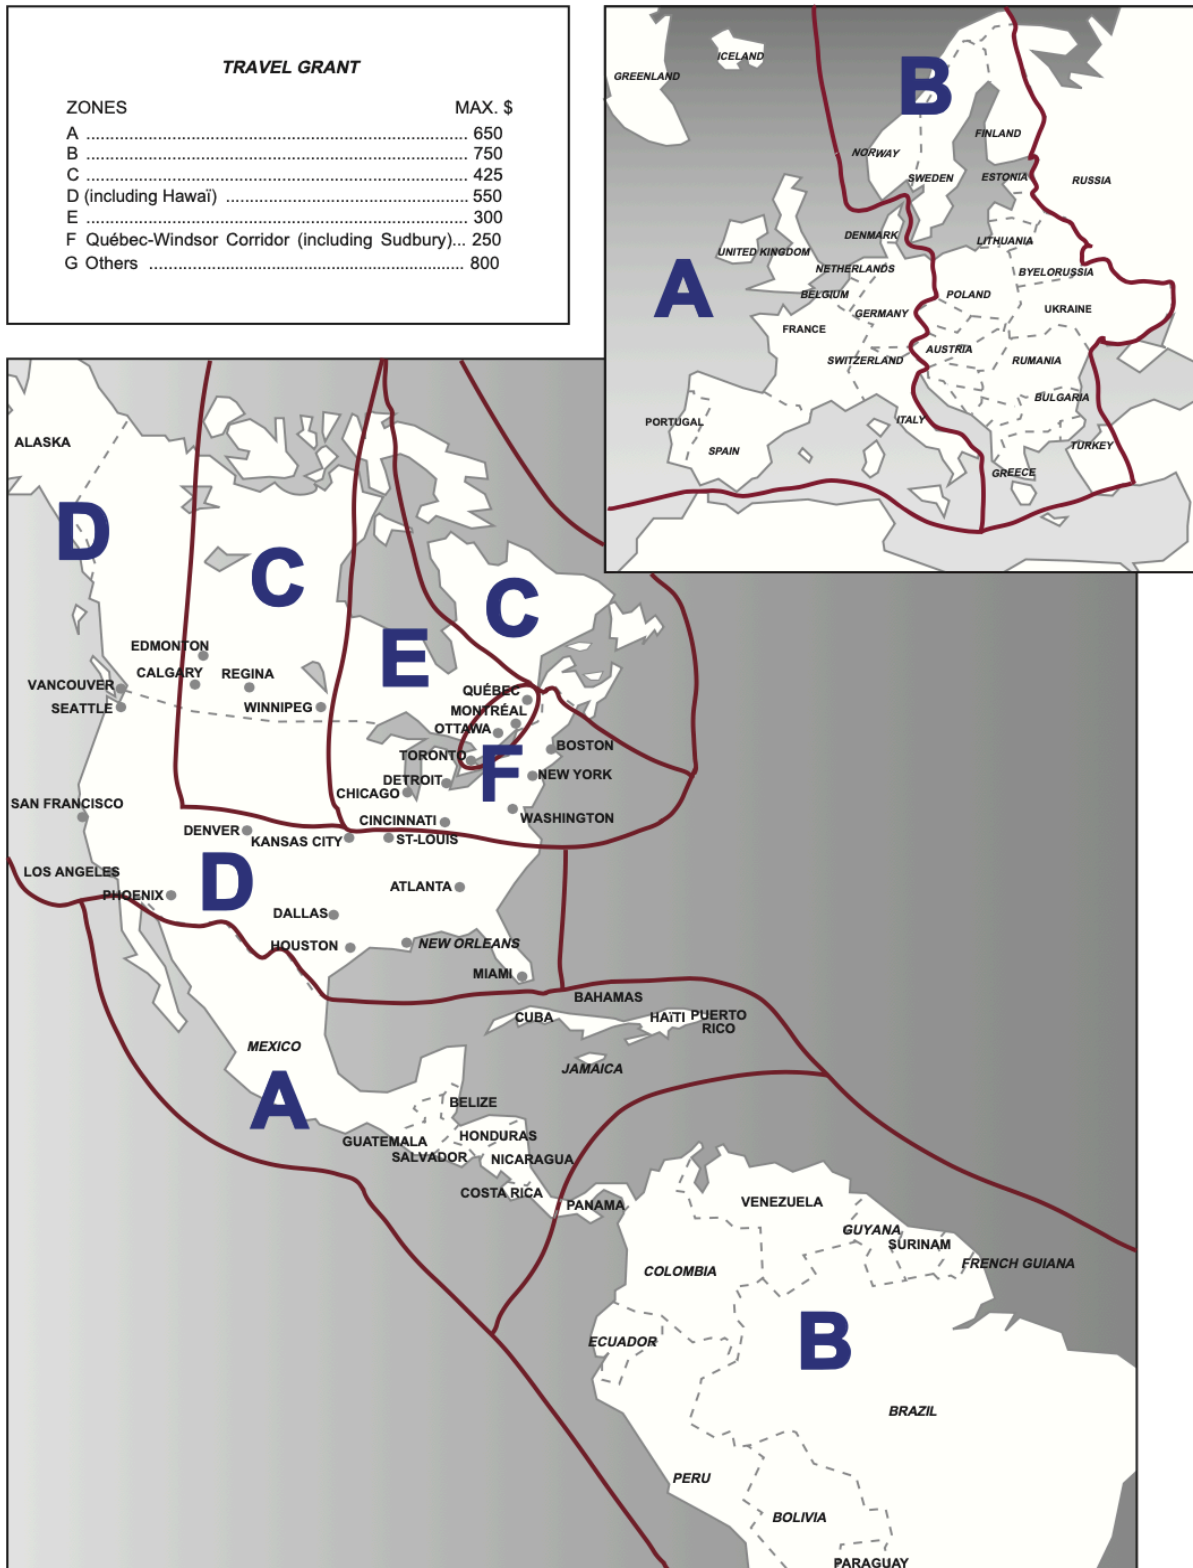 TRAVEL GRANT
ZONES MAX. $
A ........................................................................... 650
B ........................................................................... 750
C ........................................................................... 425
D (including Hawaï) ................................................. 550
E ........................................................................... 300
F Québec-Windsor Corridor (including Sudbury)... 250
G Others ................................................................ 800
GREENLAND
ICELAND
B
FINLAND
NORWAY
SWEDEN
ESTONIA
RUSSIA
DENMARK
LITHUANIA
UNITED KINGDOM
NETHERLANDS
BYELORUSSIA
A
BELGIUM
POLAND
UKRAINE
GERMANY
FRANCE
AUSTRIA
SWITZERLAND
RUMANIA
BULGARIA
PORTUGAL
ITALY
SPAIN
TURKEY
GREECE
ALASKA
D
C
C
EDMONTON
E
CALGARY
REGINA
VANCOUVER
QUÉBEC
SEATTLE
WINNIPEG
MONTRÉAL
OTTAWA
BOSTON
TORONTO
F
DETROIT
NEW YORK
CHICAGO
SAN FRANCISCO
CINCINNATI
WASHINGTON
DENVER
KANSAS CITY
ST-LOUIS
LOS ANGELES
D
ATLANTA
PHOENIX
DALLAS
HOUSTON
NEW ORLEANS
MIAMI
BAHAMAS
CUBA
HAÏTI
PUERTO
RICO
MEXICO
JAMAICA
A
BELIZE
GUATEMALA
HONDURAS
SALVADOR
NICARAGUA
COSTA RICA
PANAMA
VENEZUELA
GUYANA
SURINAM
FRENCH GUIANA
COLOMBIA
ECUADOR
B
BRAZIL
PERU
BOLIVIA
PARAGUAY